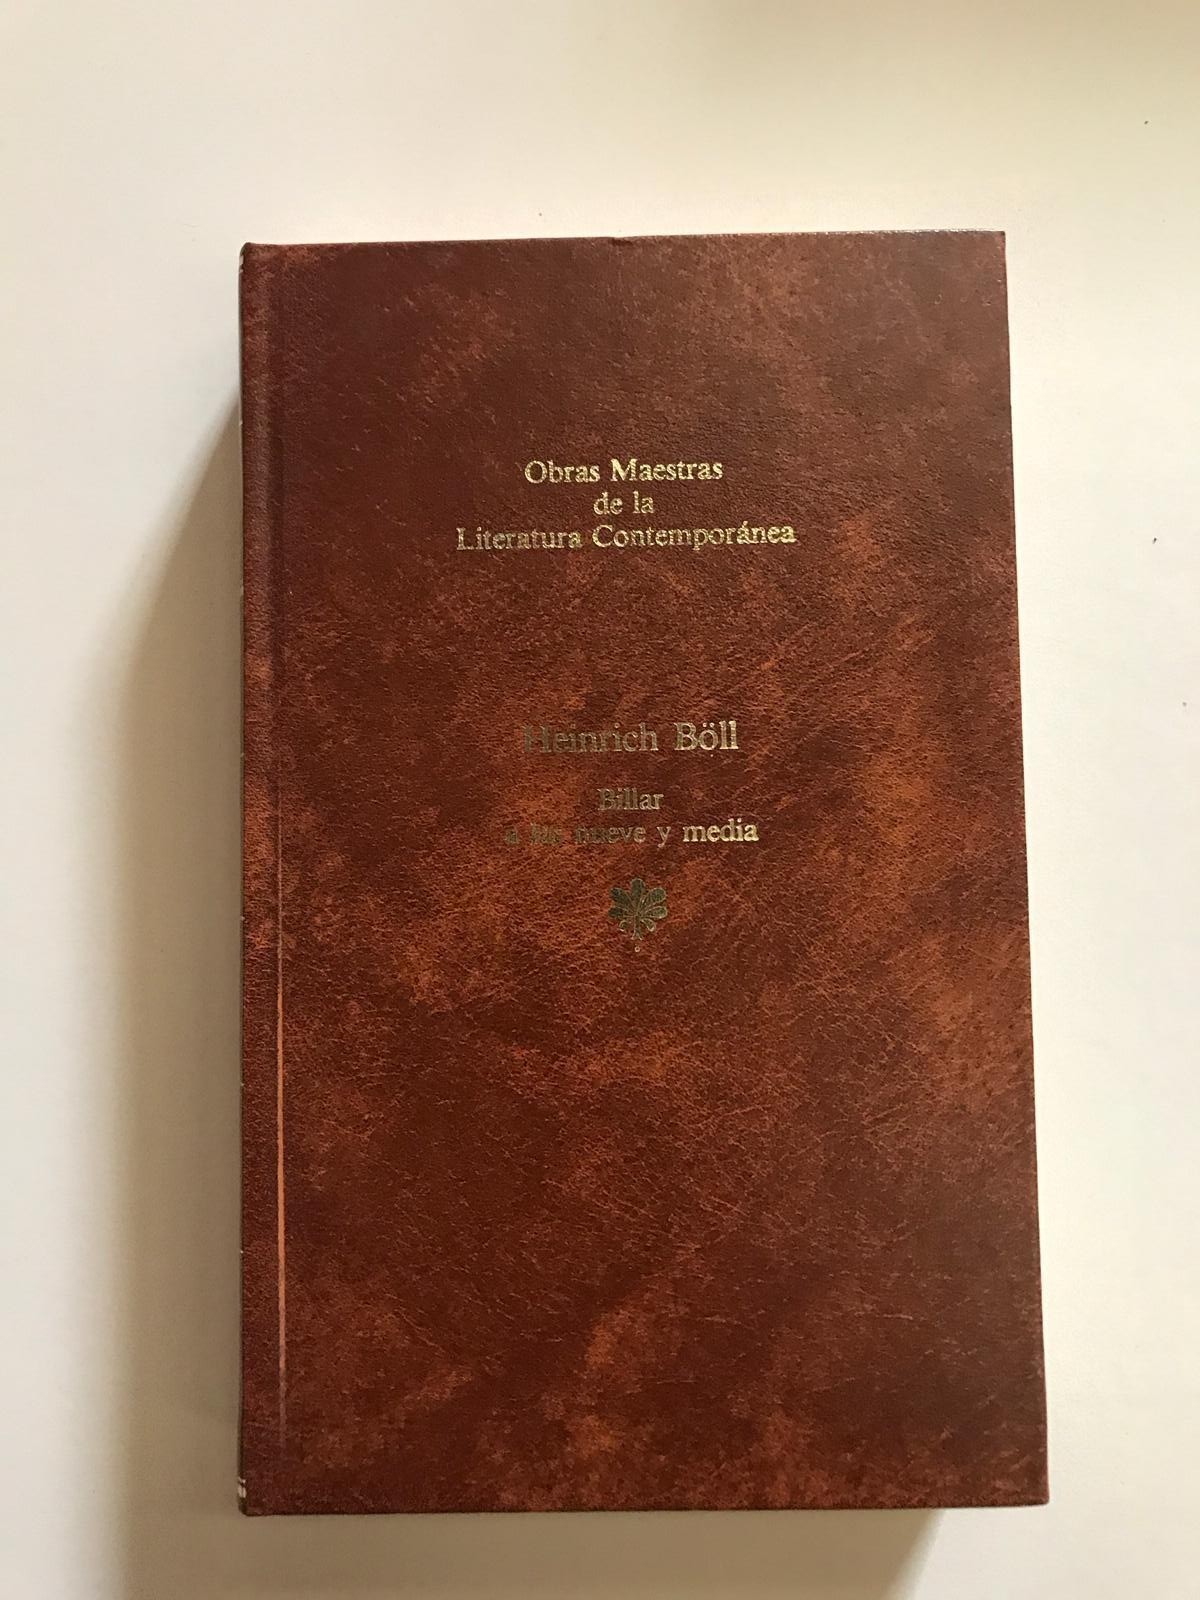 Obras Maestras
de la
Literatura Contemporánea
Heinrich Böll
Billar
a las nueve y media